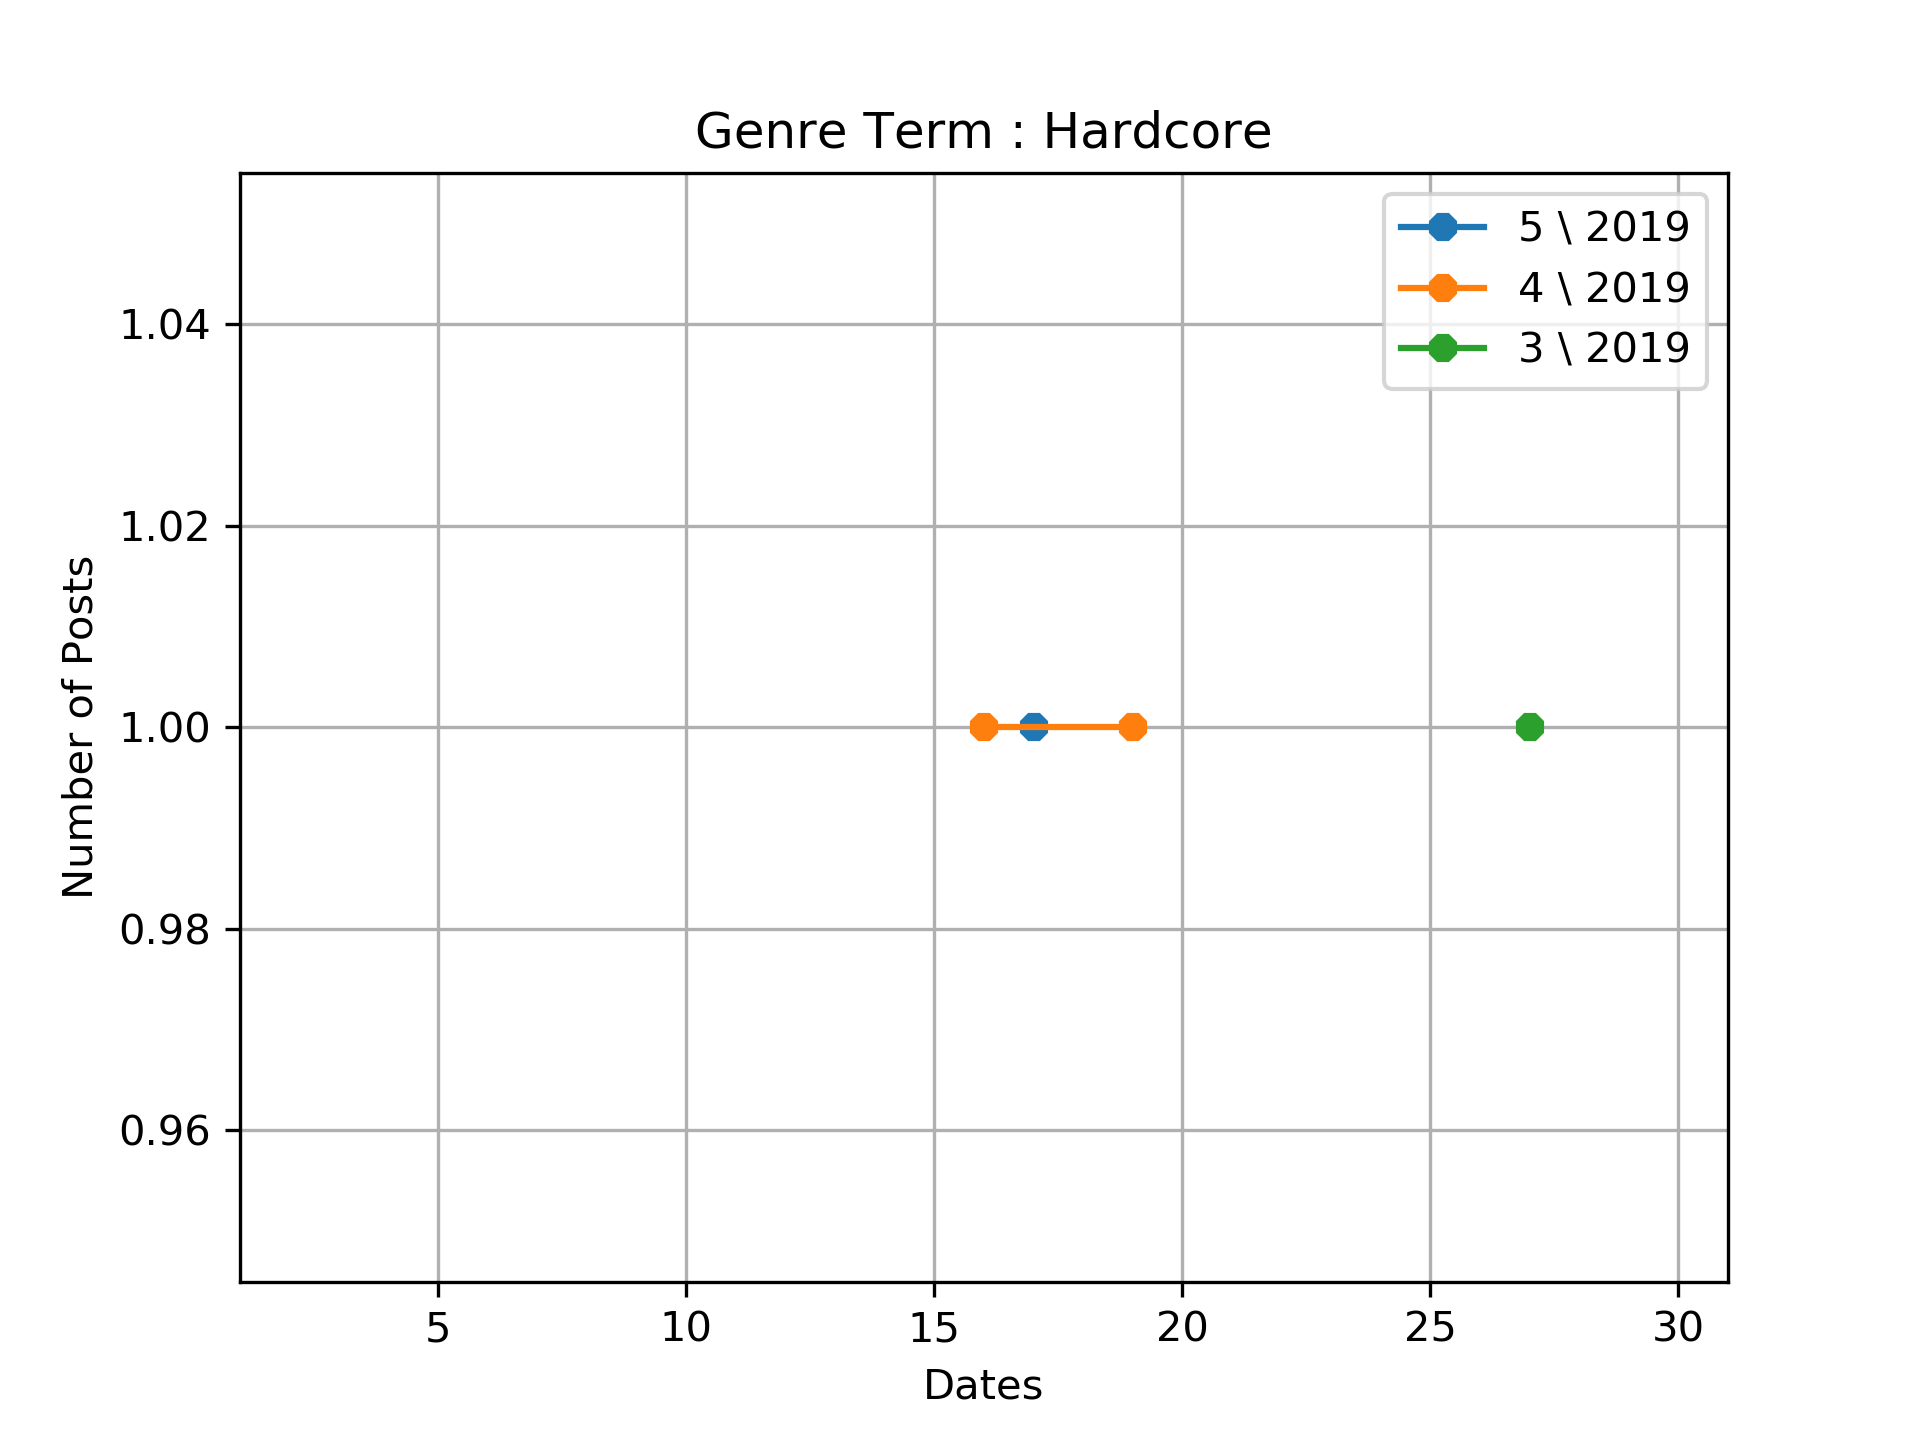 Genre Term : Hardcore
5 \ 2019
4 \ 2019
3 \ 2019
1.04
1.02
1.00
0.98
0.96
Number of Posts
5 10 15 20 25 30
Dates